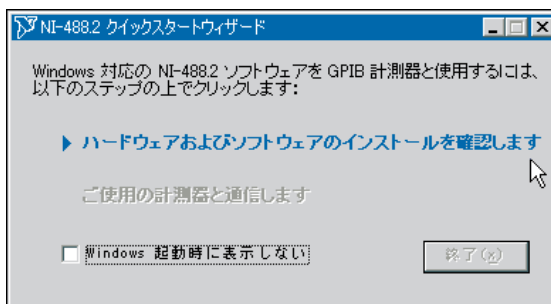 NI-488.2 クイックスタートウィザード
Windows 対応の NI-488.2 ソフトウェアを GPIB 計測器と使用するには、
以下のステップの上でクリックします：
ハードウェアおよびソフトウェアのインストールを確認します
ご使用の計測器と通信します
Windows 起動時に表示しない
終了(x)